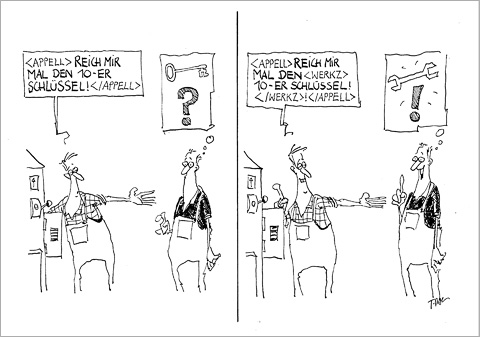 <APPELL> REICH MIR
MAL DEN 10-ER
SCHLÜSSEL!</APPELL>
?
<APPELL> REICH MIR
MAL DEN <WERKZ>
10-ER SCHLÜSSEL!
</WERKZ>!</APPELL>
!